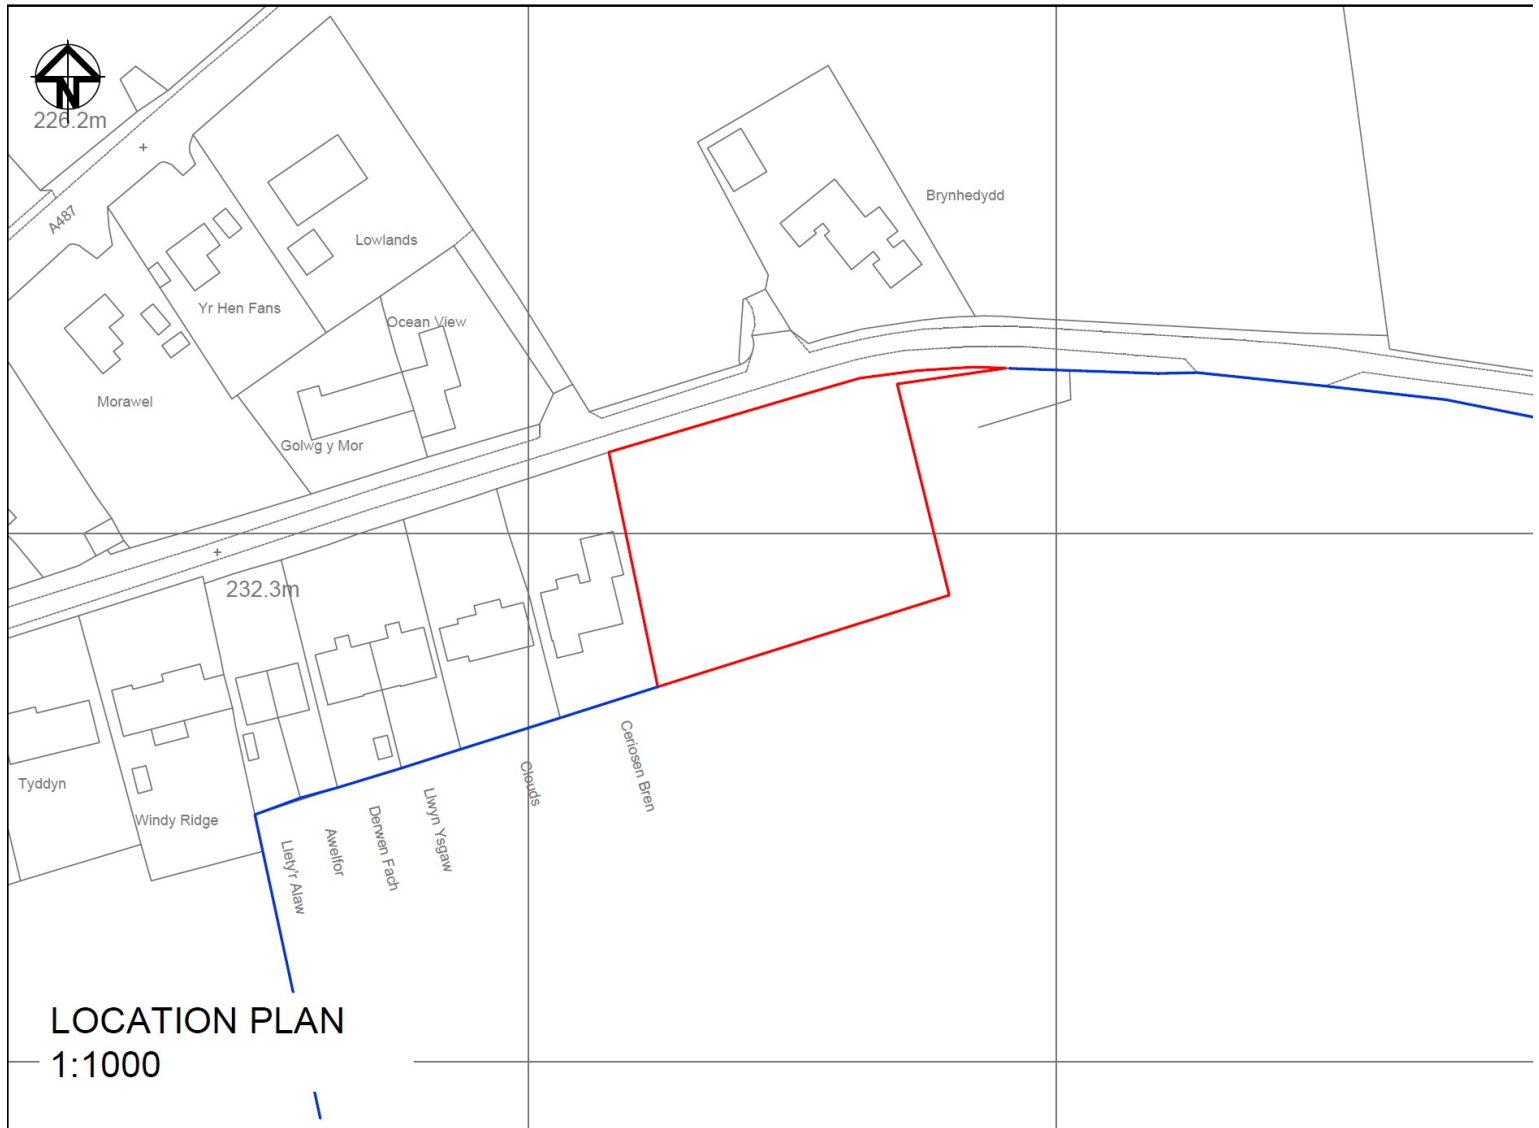 N
226.2m
A487
Brynhedydd
Lowlands
Yr Hen Fans
Ocean View
Morawel
Golwg y Mor
232.3m
Tyddyn
Windy Ridge
Llety'r Alaw
Awelfor
Derwen Fach
Llwyn Ysgaw
Clouds
Ceriosen Bren
LOCATION PLAN
1:1000